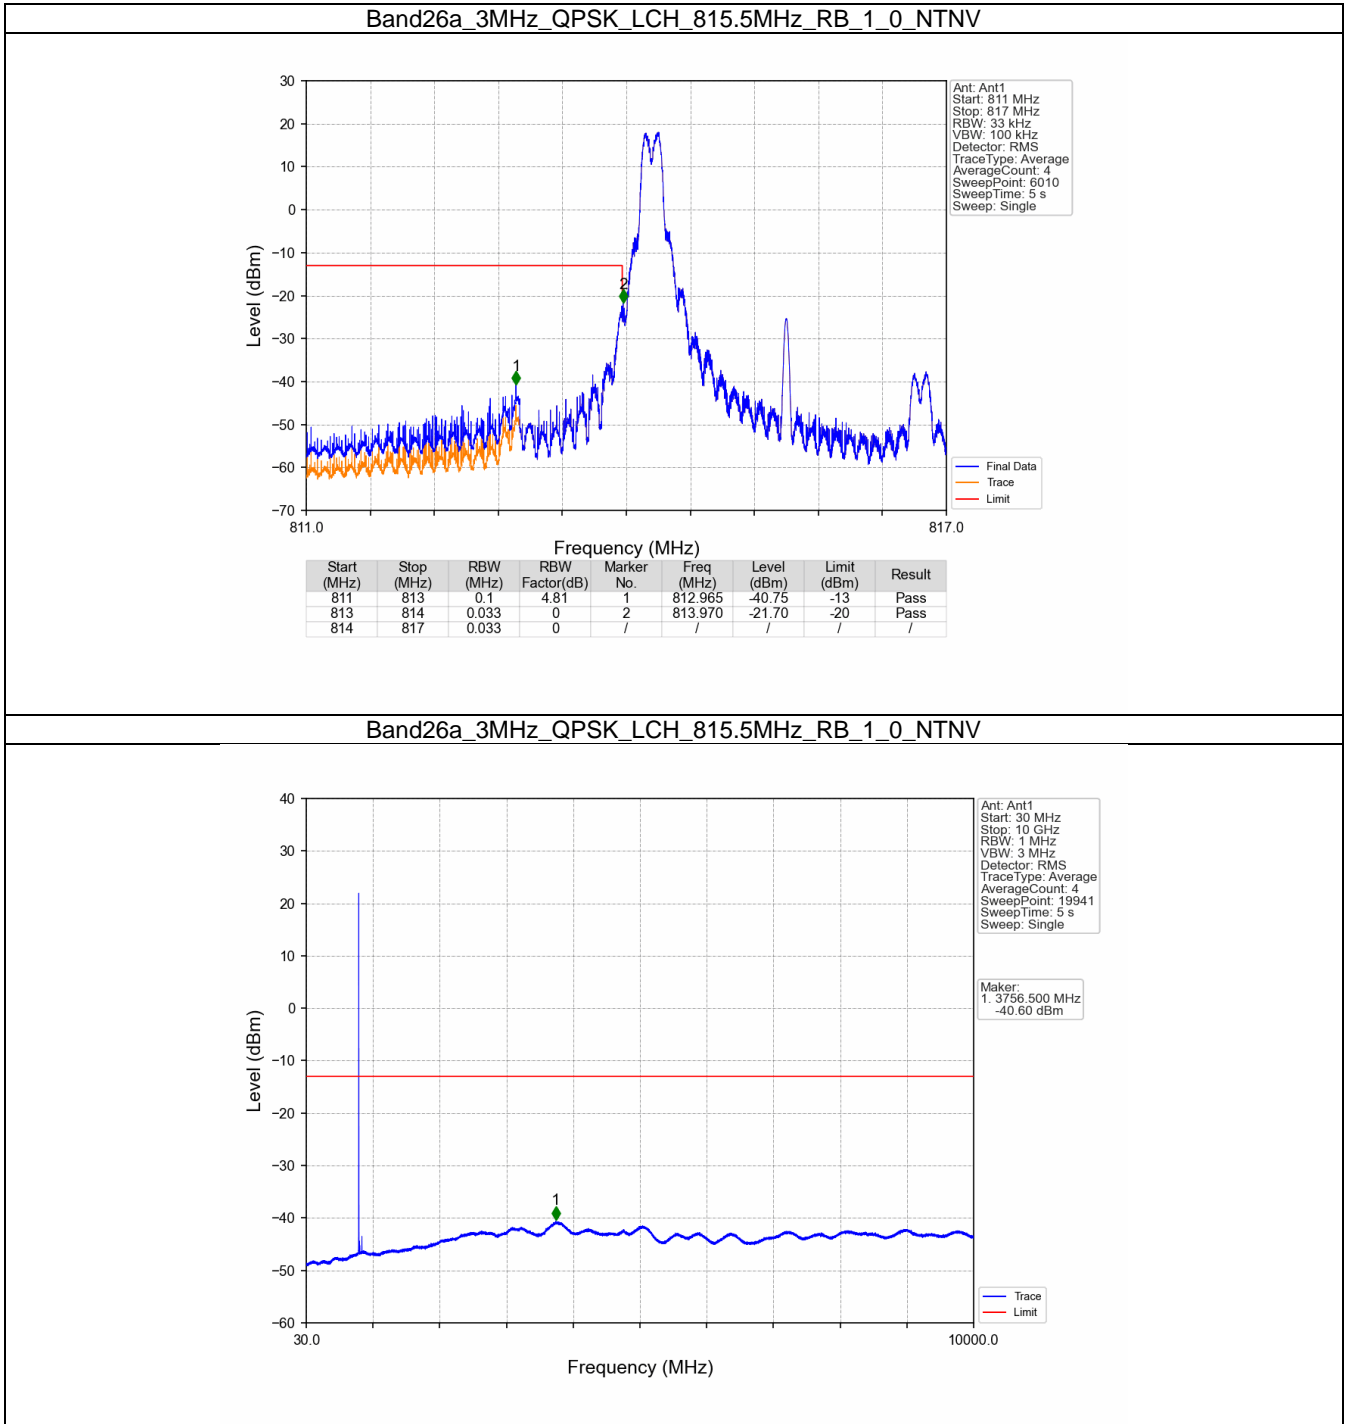 Band26a_3MHz_QPSK_LCH_815.5MHz_RB_1_0_NTNV
30
20
10
0
−10
−20
−30
−40
−50
−60
−70
Level (dBm)
1
2
811.0
817.0
Frequency (MHz)
Ant: Ant1
Start: 811 MHz
Stop: 817 MHz
RBW: 33 kHz
VBW: 100 kHz
Detector: RMS
TraceType: Average
AverageCount: 4
SweepPoint: 6010
SweepTime: 5 s
Sweep: Single
Final Data
Trace
Limit
Start (MHz) Stop (MHz) RBW (MHz) RBW Factor(dB) Marker No. Freq (MHz) Level (dBm) Limit (dBm) Result
811 813 0.1 4.81 1 812.965 -40.75 -13 Pass
813 814 0.033 0 2 813.970 -21.70 -20 Pass
814 817 0.033 0 / / / / /
Band26a_3MHz_QPSK_LCH_815.5MHz_RB_1_0_NTNV
40
30
20
10
0
−10
−20
−30
−40
−50
−60
Level (dBm)
1
30.0
10000.0
Frequency (MHz)
Ant: Ant1
Start: 30 MHz
Stop: 10 GHz
RBW: 1 MHz
VBW: 3 MHz
Detector: RMS
TraceType: Average
AverageCount: 4
SweepPoint: 19941
SweepTime: 5 s
Sweep: Single
Maker:
1. 3756.500 MHz
-40.60 dBm
Trace
Limit